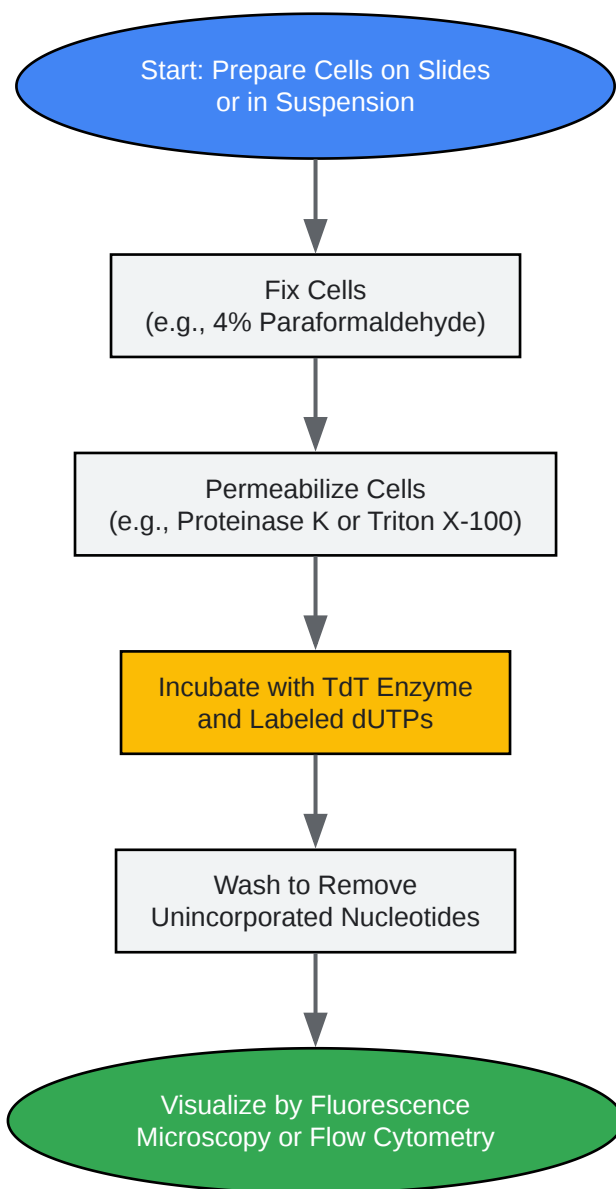 Start: Prepare Cells on Slides
or in Suspension
Fix Cells
(e.g., 4% Paraformaldehyde)
Permeabilize Cells
(e.g., Proteinase K or Triton X-100)
Incubate with TdT Enzyme
and Labeled dUTPs
Wash to Remove
Unincorporated Nucleotides
Visualize by Fluorescence
Microscopy or Flow Cytometry